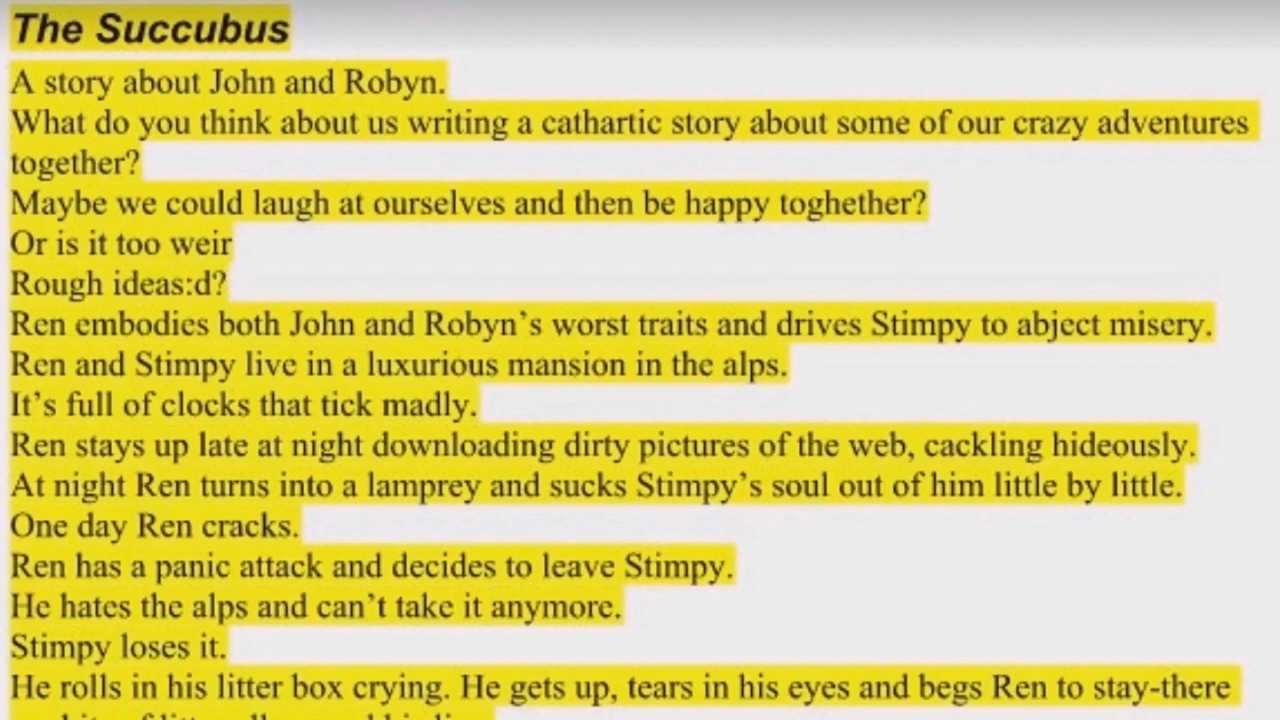 The Succubus
A story about John and Robyn.
What do you think about us writing a cathartic story about some of our crazy adventures
together?
Maybe we could laugh at ourselves and then be happy toghether?
Or is it too weir
Rough ideas:d?
Ren embodies both John and Robyn's worst traits and drives Stimpy to abject misery.
Ren and Stimpy live in a luxurious mansion in the alps.
It's full of clocks that tick madly.
Ren stays up late at night downloading dirty pictures of the web, cackling hideously.
At night Ren turns into a lamprey and sucks Stimpy's soul out of him little by little.
One day Ren cracks.
Ren has a panic attack and decides to leave Stimpy.
He hates the alps and can't take it anymore.
Stimpy loses it.
He rolls in his litter box crying. He gets up, tears in his eyes and begs Ren to stay-there